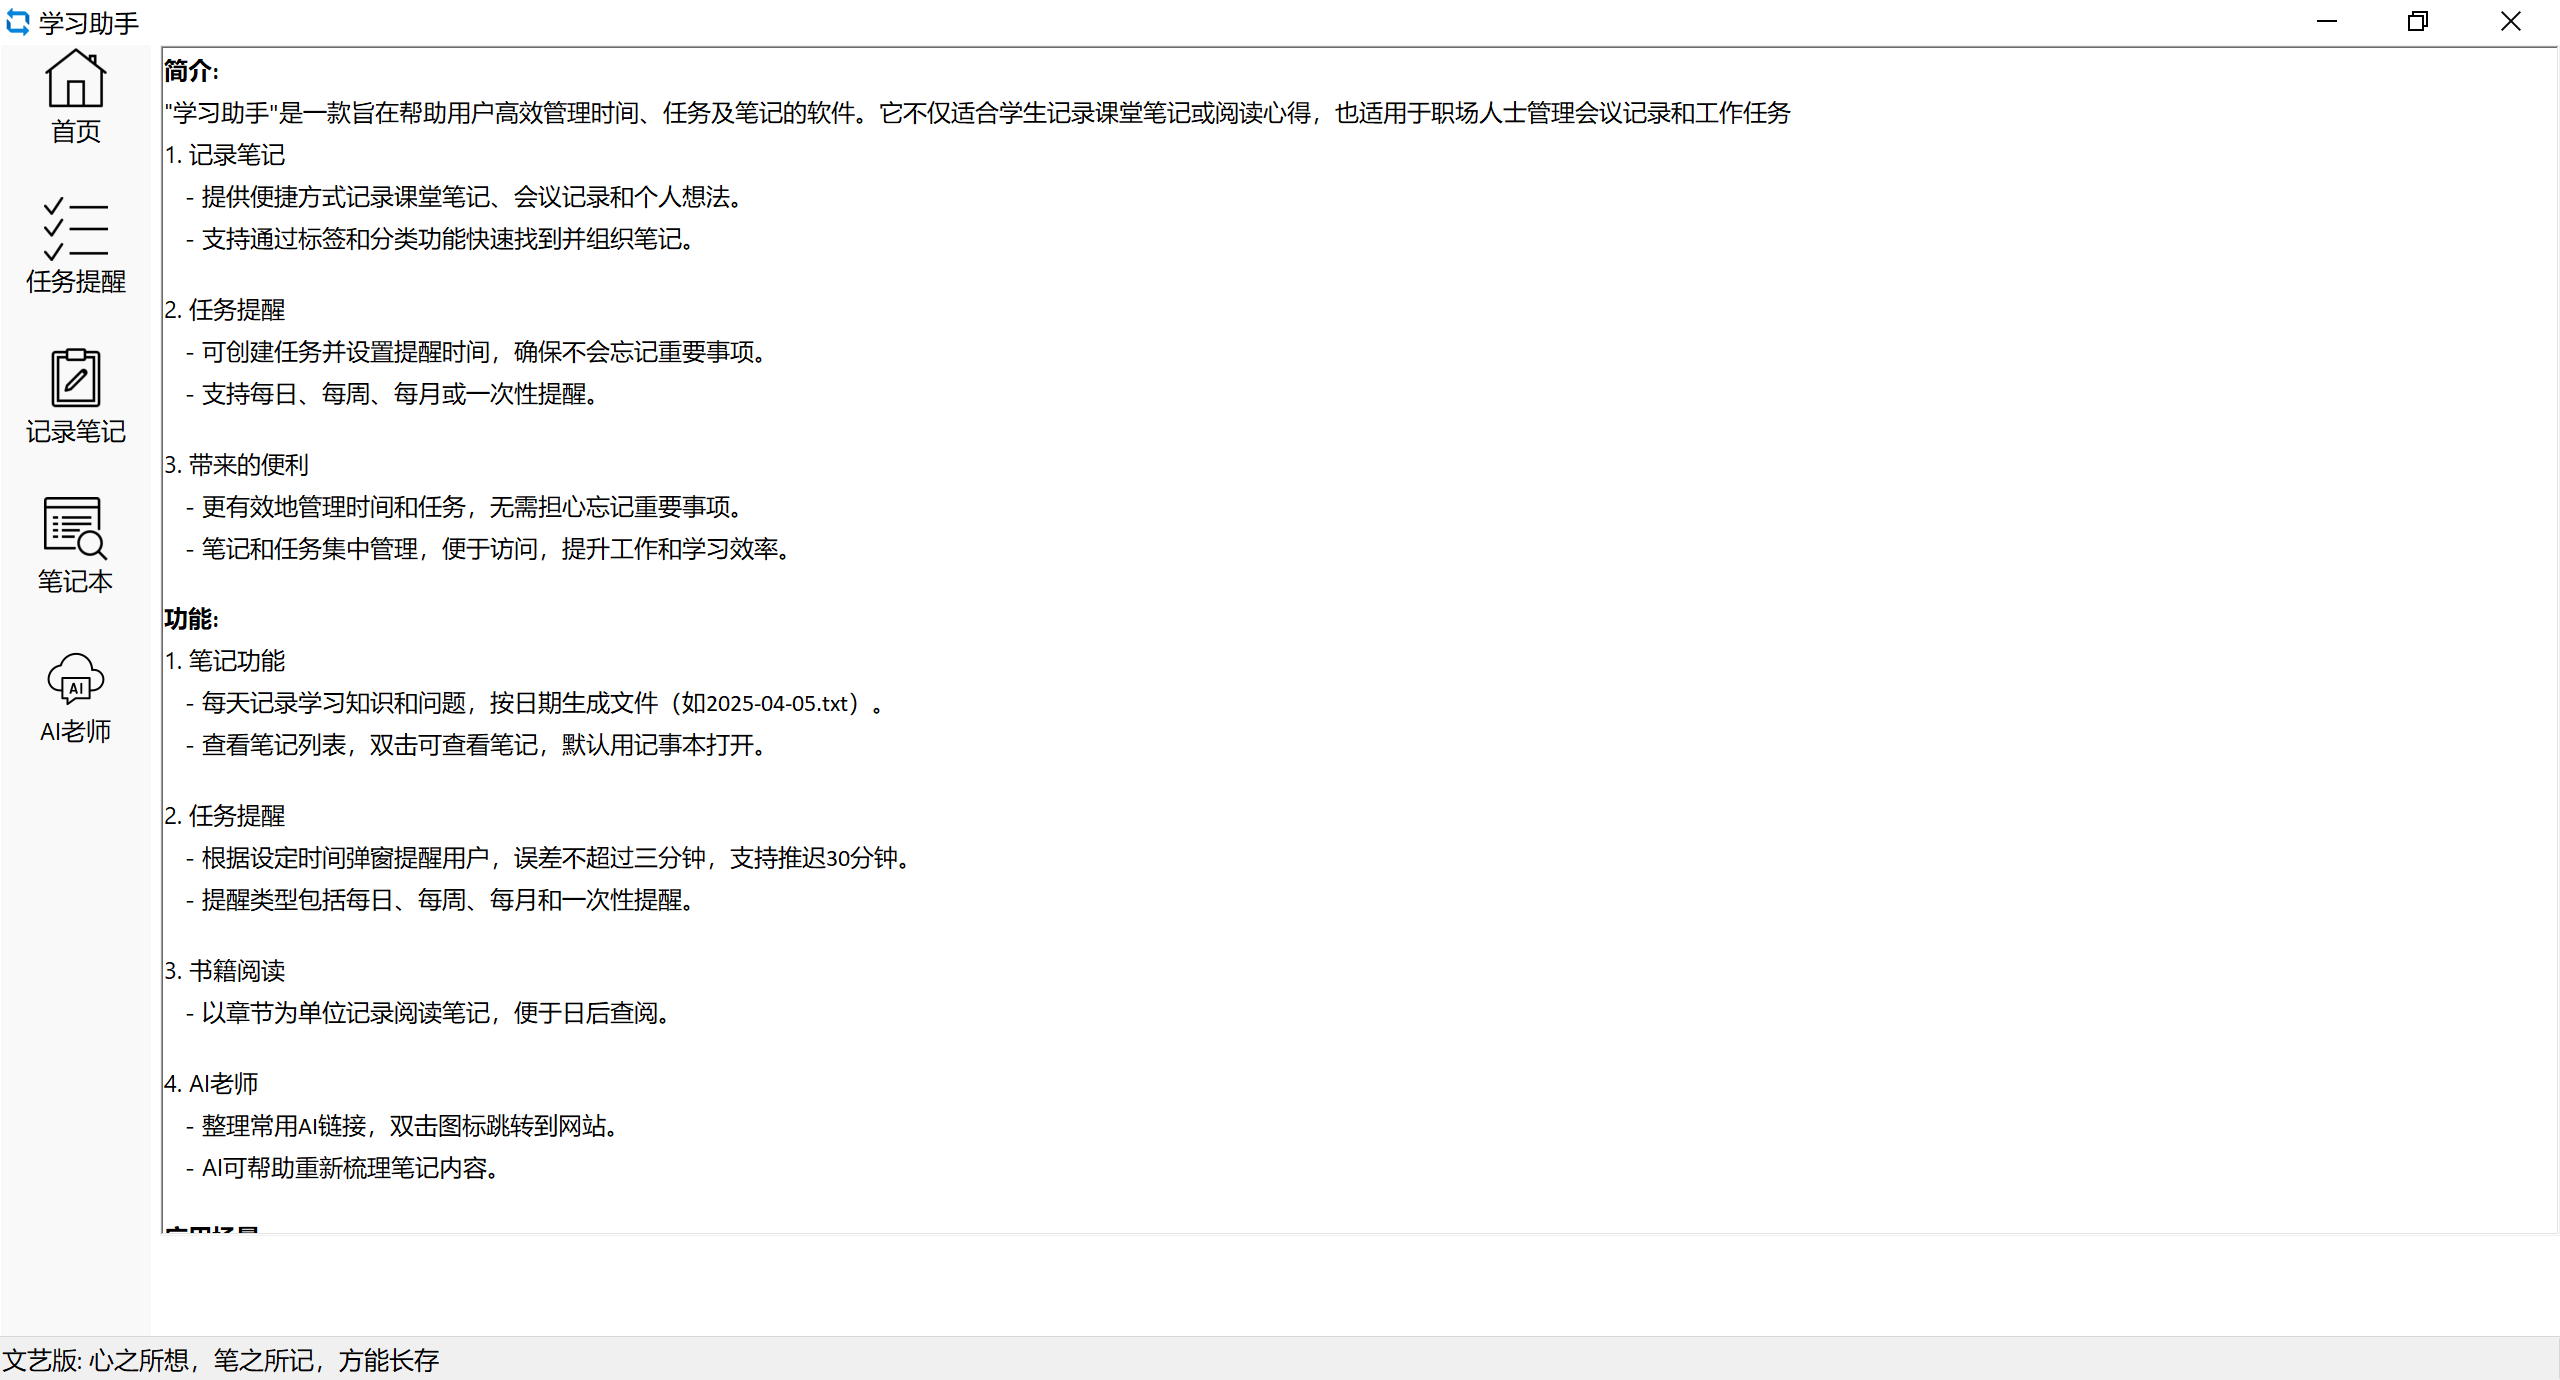 学习助手
首页
任务提醒
记录笔记
笔记本
AI
AI老师
简介:
"学习助手"是一款旨在帮助用户高效管理时间、任务及笔记的软件。它不仅适合学生记录课堂笔记或阅读心得，也适用于职场人士管理会议记录和工作任务
1. 记录笔记
- 提供便捷方式记录课堂笔记、会议记录和个人想法。
- 支持通过标签和分类功能快速找到并组织笔记。
2. 任务提醒
- 可创建任务并设置提醒时间，确保不会忘记重要事项。
- 支持每日、每周、每月或一次性提醒。
3. 带来的便利
- 更有效地管理时间和任务，无需担心忘记重要事项。
- 笔记和任务集中管理，便于访问，提升工作和学习效率。
功能:
1. 笔记功能
- 每天记录学习知识和问题，按日期生成文件（如2025-04-05.txt）。
- 查看笔记列表，双击可查看笔记，默认用记事本打开。
2. 任务提醒
- 根据设定时间弹窗提醒用户，误差不超过三分钟，支持推迟30分钟。
- 提醒类型包括每日、每周、每月和一次性提醒。
3. 书籍阅读
- 以章节为单位记录阅读笔记，便于日后查阅。
4. AI老师
- 整理常用AI链接，双击图标跳转到网站。
- AI可帮助重新梳理笔记内容。
文艺版: 心之所想，笔之所记，方能长存